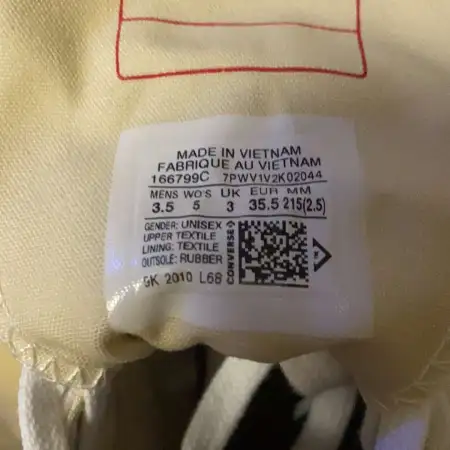 MADE IN VIETNAM
FABRIQUE AU VIETNAM
166799C 7PWV1V2K02044
MENS WO'S UK EUR MM
3.5 5 3 35.5 215(2.5)
GENDER: UNISEX
UPPER TEXTILE
LINING: TEXTILE
OUTSOLE: RUBBER
CONVERSE
GK 2010 L68